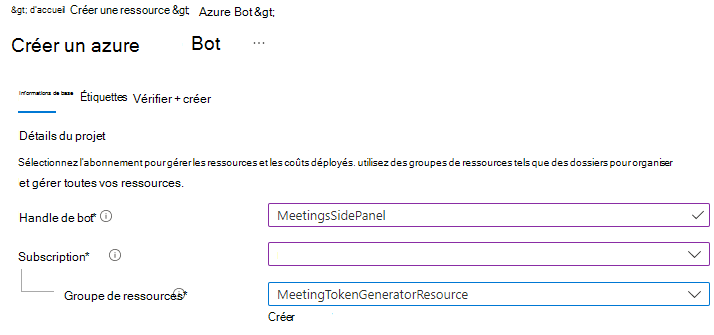 &gt; d'accueil Créer une ressource &gt; Azure Bot &gt;
Créer un azure Bot ...
Informations de base Étiquettes Vérifier + créer
Détails du projet
Sélectionnez l'abonnement pour gérer les ressources et les coûts déployés. utilisez des groupes de ressources tels que des dossiers pour organiser
et gérer toutes vos ressources.
Handle de bot* MeetingsSidePanel
Subscription*
Groupe de ressources* MeetingTokenGeneratorResource
Créer